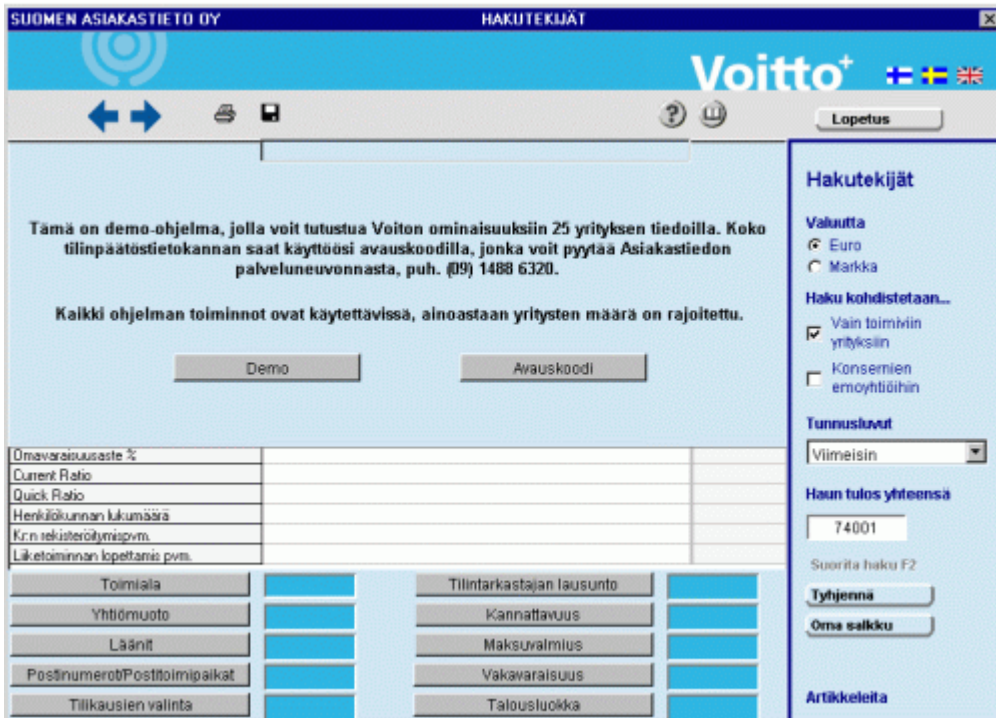 SUOMEN ASIAKASTIETO OY
HAKUTEKIJÄT
Voitto+
Lopetus
Tämä on demo-ohjelma, jolla voit tutustua Voiton ominaisuuksiin 25 yrityksen tiedoilla. Koko
tilinpäätöstietokannan saat käyttöösi avauskoodilla, jonka voit pyytää Asiakastiedon
palveluneuvonnasta, puh. (09) 1488 6320.
Kaikki ohjelman toiminnot ovat käytettävissä, ainoastaan yritysten määrä on rajoitettu.
Demo
Avauskoodi
Omavaraisuusaste %
Current Ratio
Quick Ratio
Henkilökunnan lukumäärä
Kr:n rekisteröitymispvm.
Liiketoiminnan lopettamis pvm.
Toimiala
Yhtiömuoto
Läänit
Postinumerot/Postitoimipaikat
Tilikausien valinta
Tilintarkastajan lausunto
Kannattavuus
Maksuvalmius
Vakavaraisuus
Talousluokka
Hakutekijät
Valuutta
Euro
Markka
Haku kohdistetaan...
Vain toimiviin
yrityksiin
Konsernien
emoyhtiöihin
Tunnusluvut
Viimeisin
Haun tulos yhteensä
74001
Suorita haku F2
Tyhjennä
Oma salkku
Artikkeleita